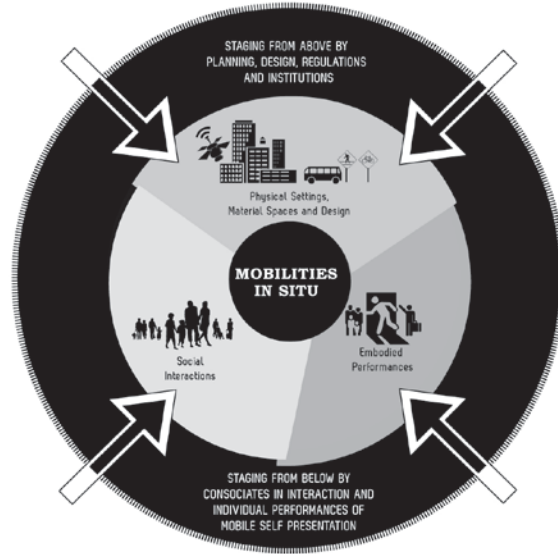 STAGING FROM ABOVE BY
PLANNING, DESIGN, REGULATIONS
AND INSTITUTIONS
Physical Settings,
Material Spaces and Design
MOBILITIES
IN SITU
Social
Interactions
Embodied
Performances
STAGING FROM BELOW BY
CONSOCIATES IN INTERACTION AND
INDIVIDUAL PERFORMANCES OF
MOBILE SELF PRESENTATION